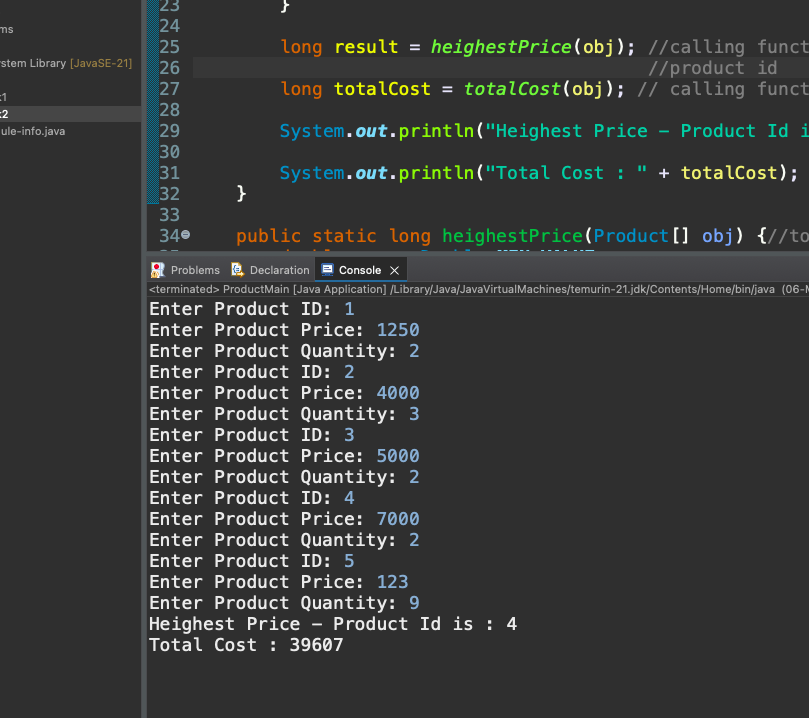 ms
stem Library [JavaSE-21]
1
2
ule-info.java
23 }
24
25 long result = heighestPrice(obj); //calling funct
26 //product id
27 long totalCost = totalCost(obj); // calling funct
28
29 System.out.println("Heighest Price – Product Id i
30
31 System.out.println("Total Cost : " + totalCost);
32 }
33
34 public static long heighestPrice(Product[] obj) {//to
Problems Declaration Console
<terminated> ProductMain [Java Application] /Library/Java/JavaVirtualMachines/temurin-21.jdk/Contents/Home/bin/java (06-M
Enter Product ID: 1
Enter Product Price: 1250
Enter Product Quantity: 2
Enter Product ID: 2
Enter Product Price: 4000
Enter Product Quantity: 3
Enter Product ID: 3
Enter Product Price: 5000
Enter Product Quantity: 2
Enter Product ID: 4
Enter Product Price: 7000
Enter Product Quantity: 2
Enter Product ID: 5
Enter Product Price: 123
Enter Product Quantity: 9
Heighest Price – Product Id is : 4
Total Cost : 39607